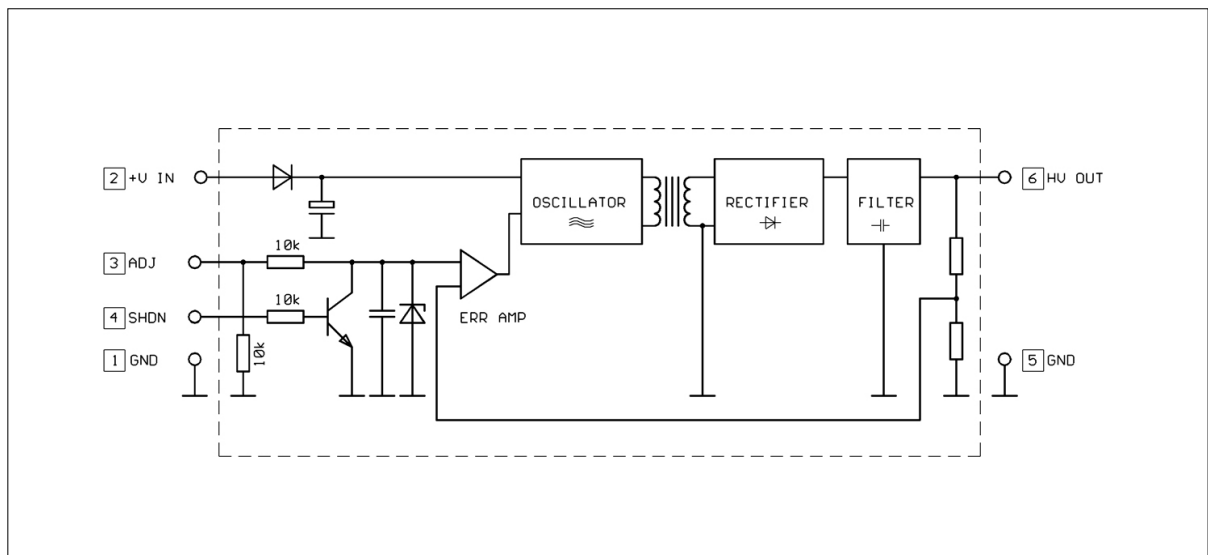 2 +V IN
OSCILLATOR
RECTIFIER
FILTER
6 HV OUT
3 ADJ
10k
4 SHDN
10k
ERR AMP
1 GND
10k
5 GND